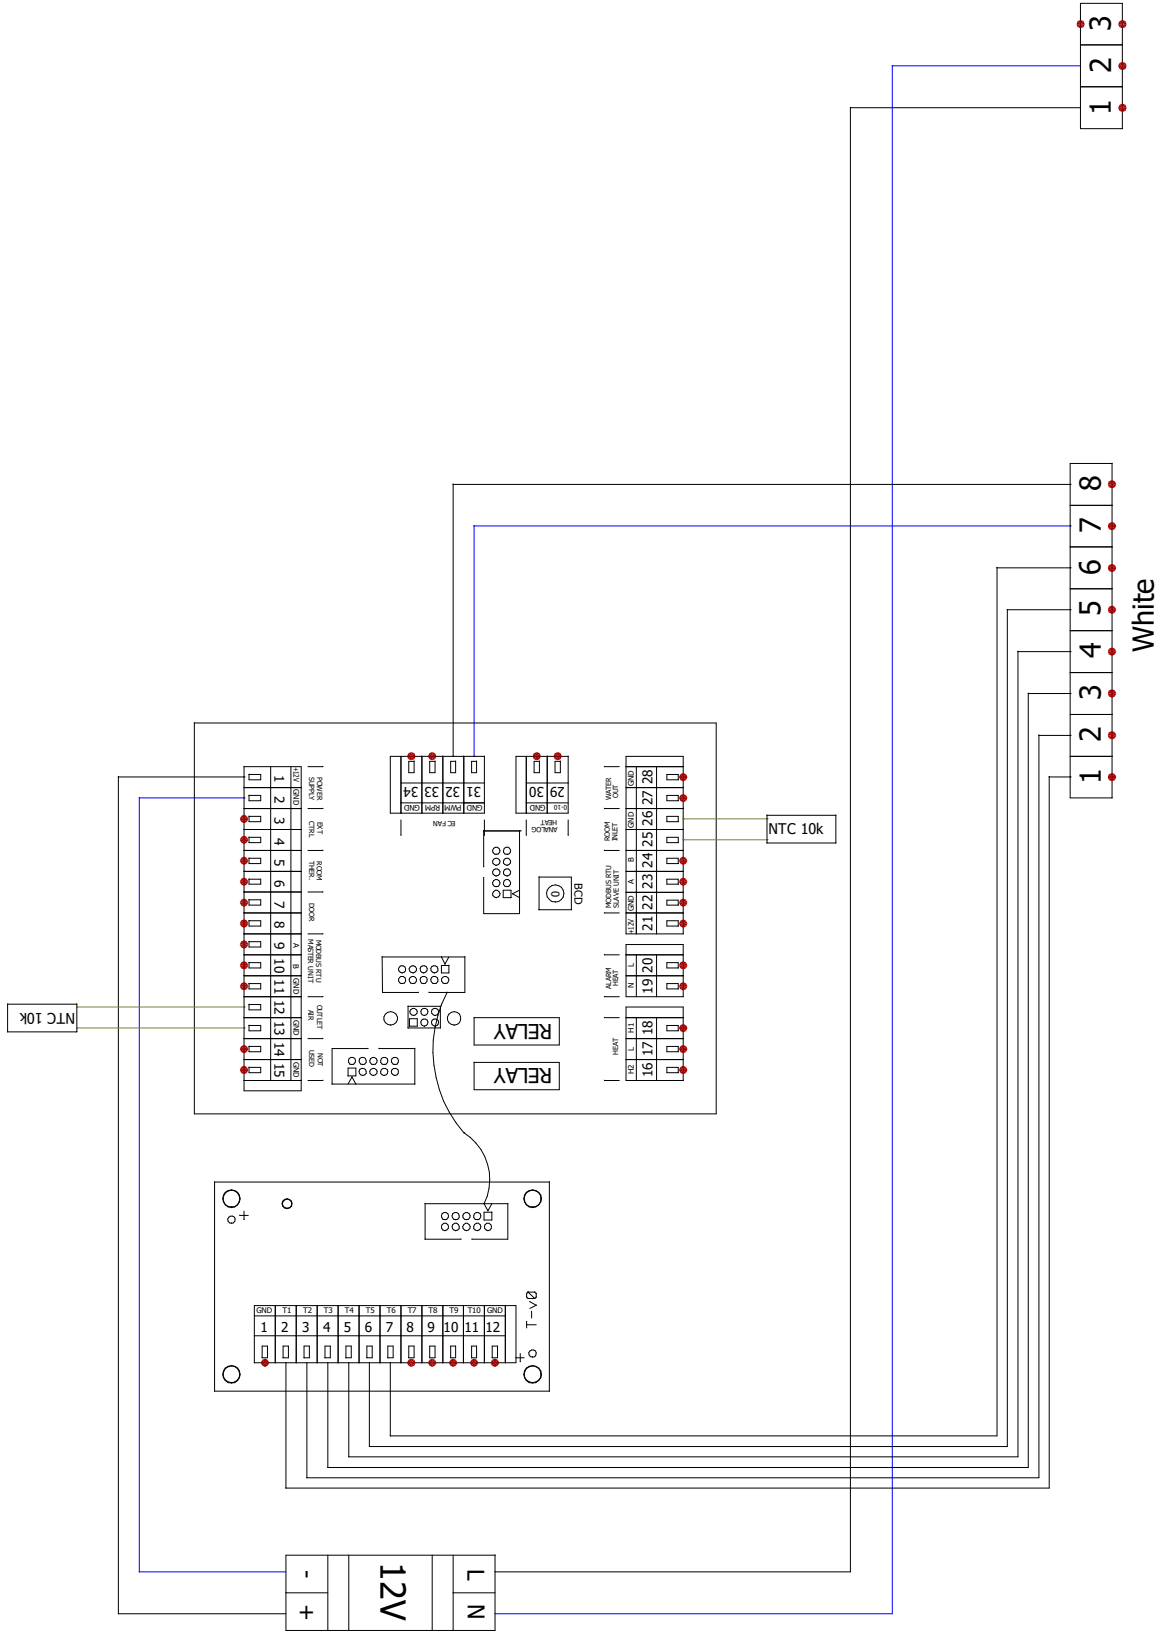 3
2
1
8
7
6
5
4
3
2
1
White
34 33 32 31
GND RPM PWM GND
EC FAN
30 29
GND 0-10
ANALOG
HEAT
BCD
0
1 +12V
2 GND
POWER
SUPPLY
3
4
EXT
CTRL
5
6
ROOM
THER.
7
8
DOOR
9 A
10 B
11 GND
MODBUS RTU
MASTER UNIT
12
13 GND
OUTLET
AIR
14
15 GND
NOT
USED
NTC 10k
WATER
OUT
GND 28
27
ROOM
INLET
GND 26
25
NTC 10k
MODBUS RTU
SLAVE UNIT
B 24
A 23
GND 22
+12V 21
ALARM
HEAT
L 20
N 19
HEAT
H1 18
L 17
H2 16
RELAY
RELAY
+
GND T1 T2 T3 T4 T5 T6 T7 T8 T9 T10 GND
1 2 3 4 5 6 7 8 9 10 11 12
T-v0
+
- 12V L
+ N